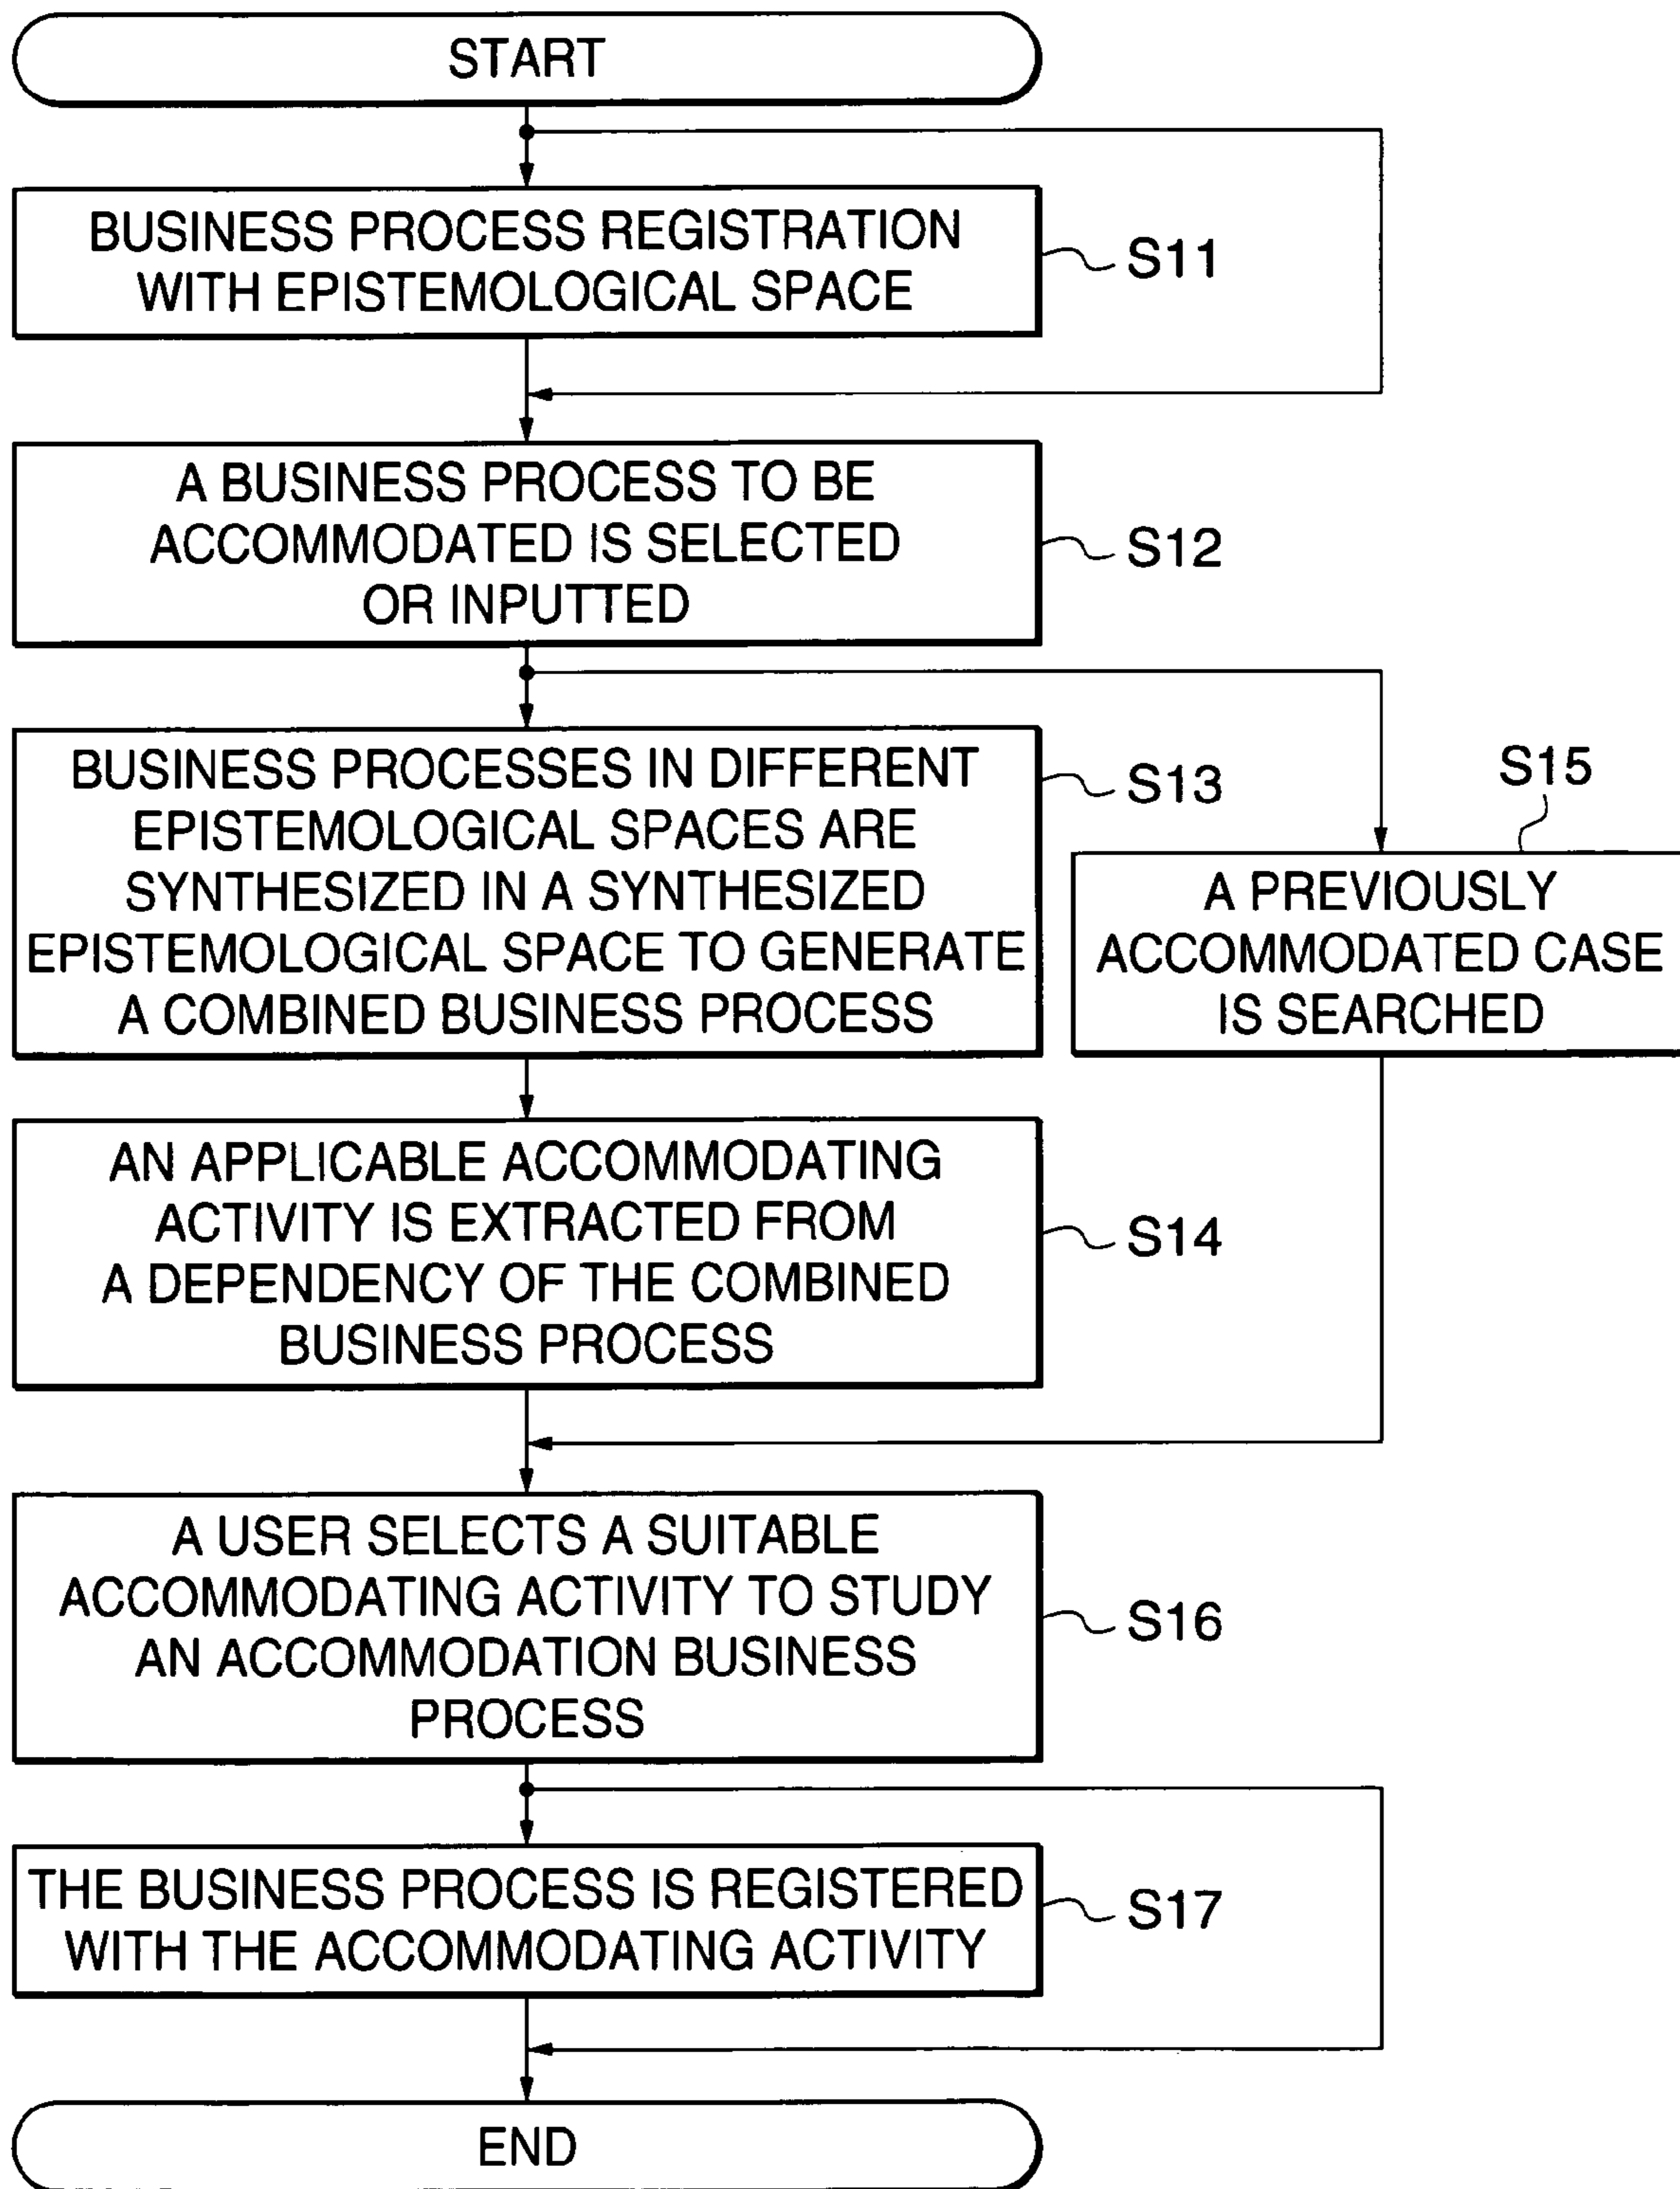 START
BUSINESS PROCESS REGISTRATION
WITH EPISTEMOLOGICAL SPACE
S11
A BUSINESS PROCESS TO BE
ACCOMMODATED IS SELECTED
OR INPUTTED
S12
BUSINESS PROCESSES IN DIFFERENT
EPISTEMOLOGICAL SPACES ARE
SYNTHESIZED IN A SYNTHESIZED
EPISTEMOLOGICAL SPACE TO GENERATE
A COMBINED BUSINESS PROCESS
S13
S15
A PREVIOUSLY
ACCOMMODATED CASE
IS SEARCHED
AN APPLICABLE ACCOMMODATING
ACTIVITY IS EXTRACTED FROM
A DEPENDENCY OF THE COMBINED
BUSINESS PROCESS
S14
A USER SELECTS A SUITABLE
ACCOMMODATING ACTIVITY TO STUDY
AN ACCOMMODATION BUSINESS
PROCESS
S16
THE BUSINESS PROCESS IS REGISTERED
WITH THE ACCOMMODATING ACTIVITY
S17
END